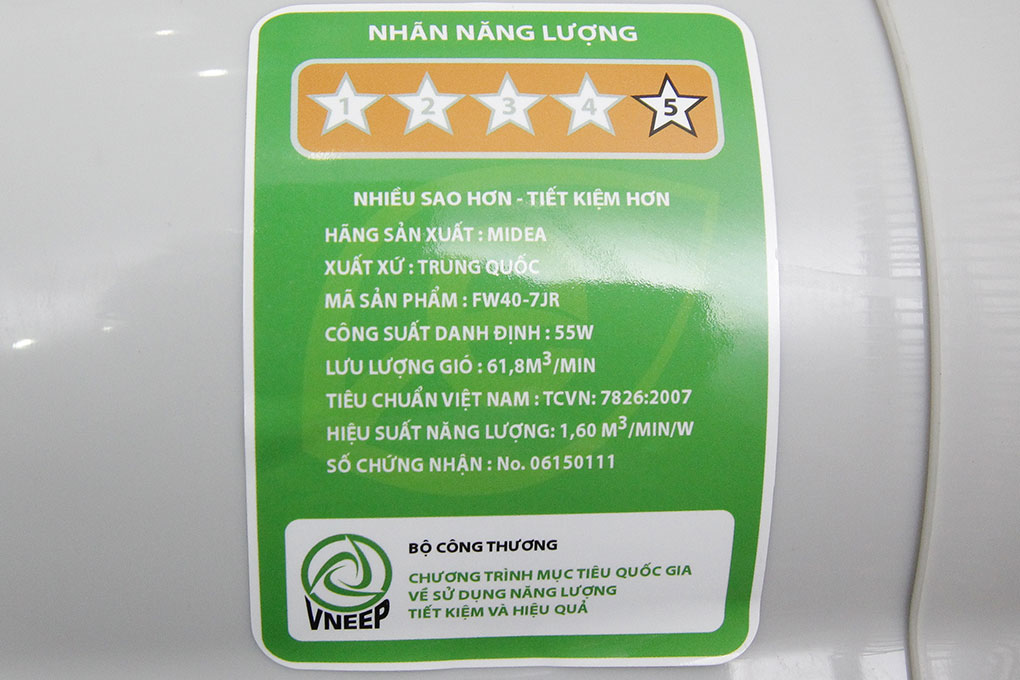 NHÃN NĂNG LƯỢNG
1 2 3 4 5
NHIỀU SAO HƠN - TIẾT KIỆM HƠN
HÃNG SẢN XUẤT : MIDEA
XUẤT XỨ : TRUNG QUỐC
MÃ SẢN PHẨM : FW40-7JR
CÔNG SUẤT DANH ĐỊNH : 55W
LƯU LƯỢNG GIÓ : 61,8M³/MIN
TIÊU CHUẨN VIỆT NAM : TCVN: 7826:2007
HIỆU SUẤT NĂNG LƯỢNG: 1,60 M³/MIN/W
SỐ CHỨNG NHẬN : No. 06150111
VNEEP
BỘ CÔNG THƯƠNG
CHƯƠNG TRÌNH MỤC TIÊU QUỐC GIA
VỀ SỬ DỤNG NĂNG LƯỢNG
TIẾT KIỆM VÀ HIỆU QUẢ